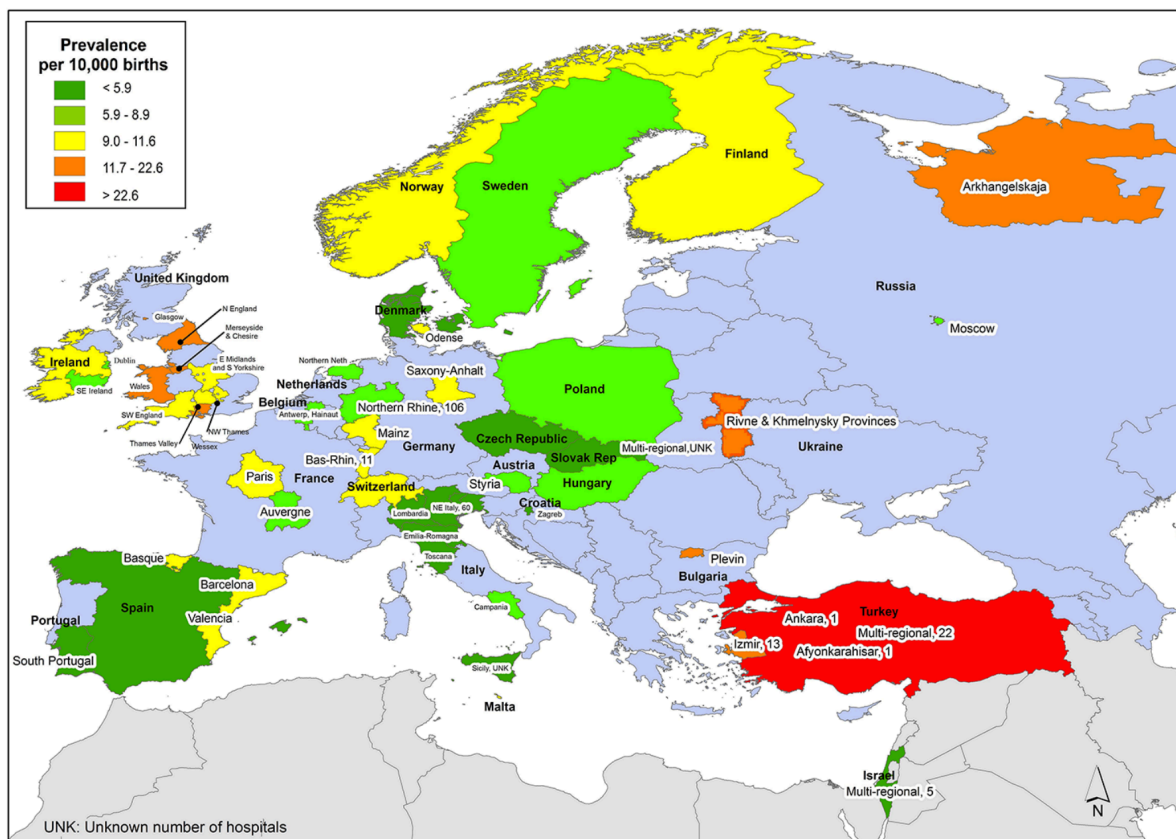 Prevalence
per 10,000 births
< 5.9
5.9 - 8.9
9.0 - 11.6
11.7 - 22.6
> 22.6
Norway
Sweden
Finland
Arkhangelskaja
Russia
Moscow
United Kingdom
Glasgow
N England
Merseyside
& Chesire
Dublin
E Midlands
and S Yorkshire
Ireland
SE Ireland
Wales
SW England
Thames Valley
Wessex
NW Thames
Denmark
Odense
Northern Neth
Netherlands
Saxony-Anhalt
Belgium
Antwerp, Hainaut
Northern Rhine, 106
Poland
Mainz
Germany
Rivne & Khmelnysky Provinces
Ukraine
Czech Republic
Slovak Rep
Multi-regional,UNK
Bas-Rhin, 11
Paris
France
Austria
Styria
Hungary
Switzerland
Auvergne
Croatia
Zagreb
Lombardia
NE Italy, 60
Emilia-Romagna
Toscana
Italy
Campania
Sicily, UNK
Malta
Basque
Barcelona
Spain
Valencia
Portugal
South Portugal
Plevin
Bulgaria
Turkey
Ankara, 1
Multi-regional, 22
Izmir, 13
Afyonkarahisar, 1
Israel
Multi-regional, 5
N
UNK: Unknown number of hospitals